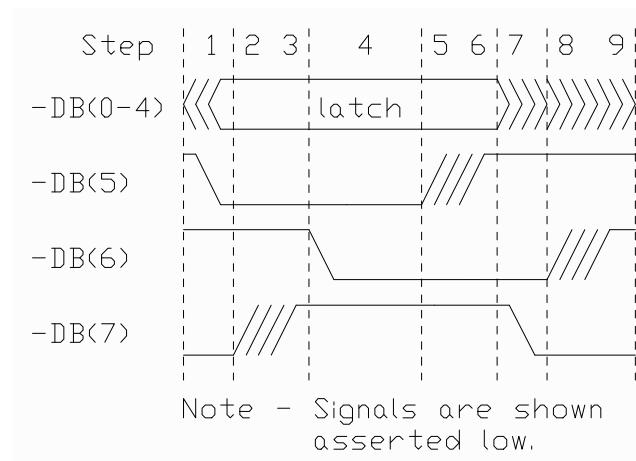 Step 1 2 3 4 5 6 7 8 9
-DB(0-4) latch
-DB(5)
-DB(6)
-DB(7)
Note - Signals are shown
asserted low.